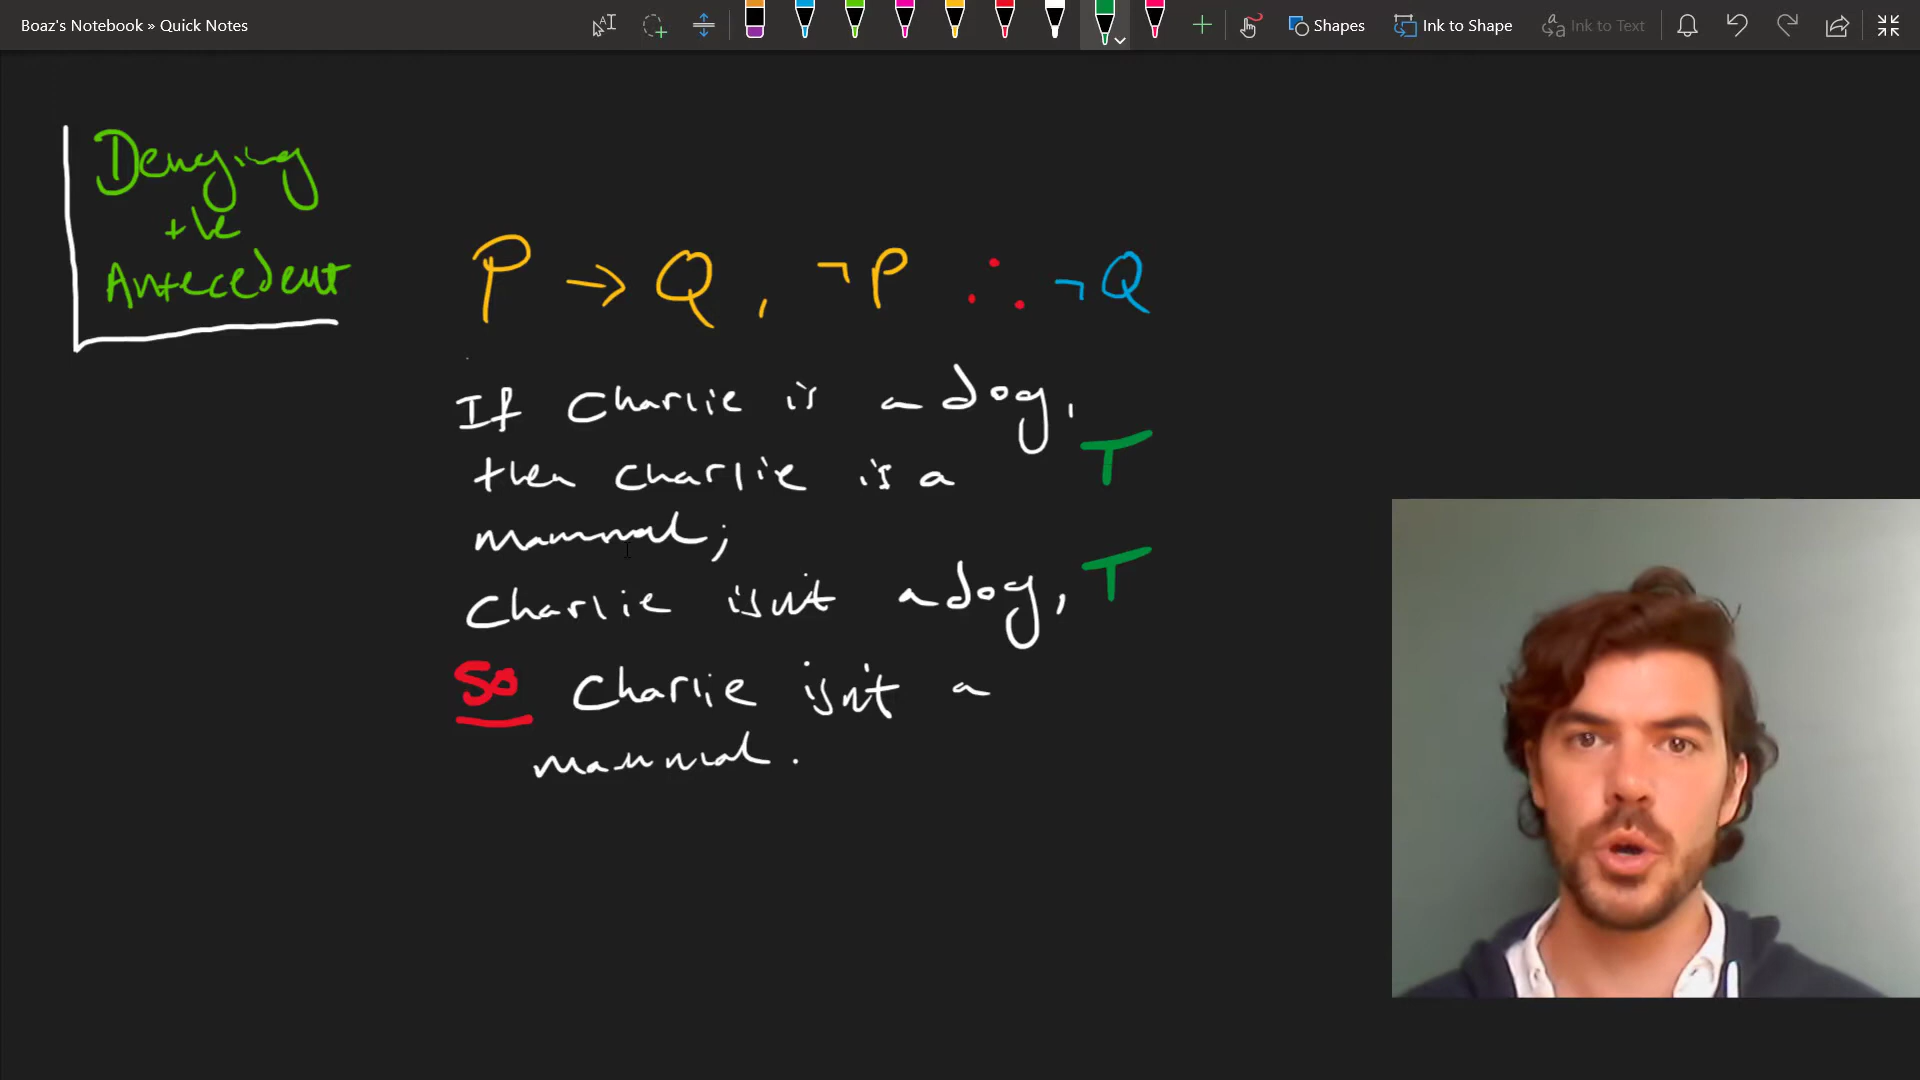 Boaz's Notebook » Quick Notes
Shapes
Ink to Shape
Ink to Text
Denying
the
Antecedent
P → Q, ¬P ∴ ¬Q
If Charlie is a dog,
then Charlie is a T
mammal;
Charlie isn't a dog, T
So Charlie isn't a
mammal.